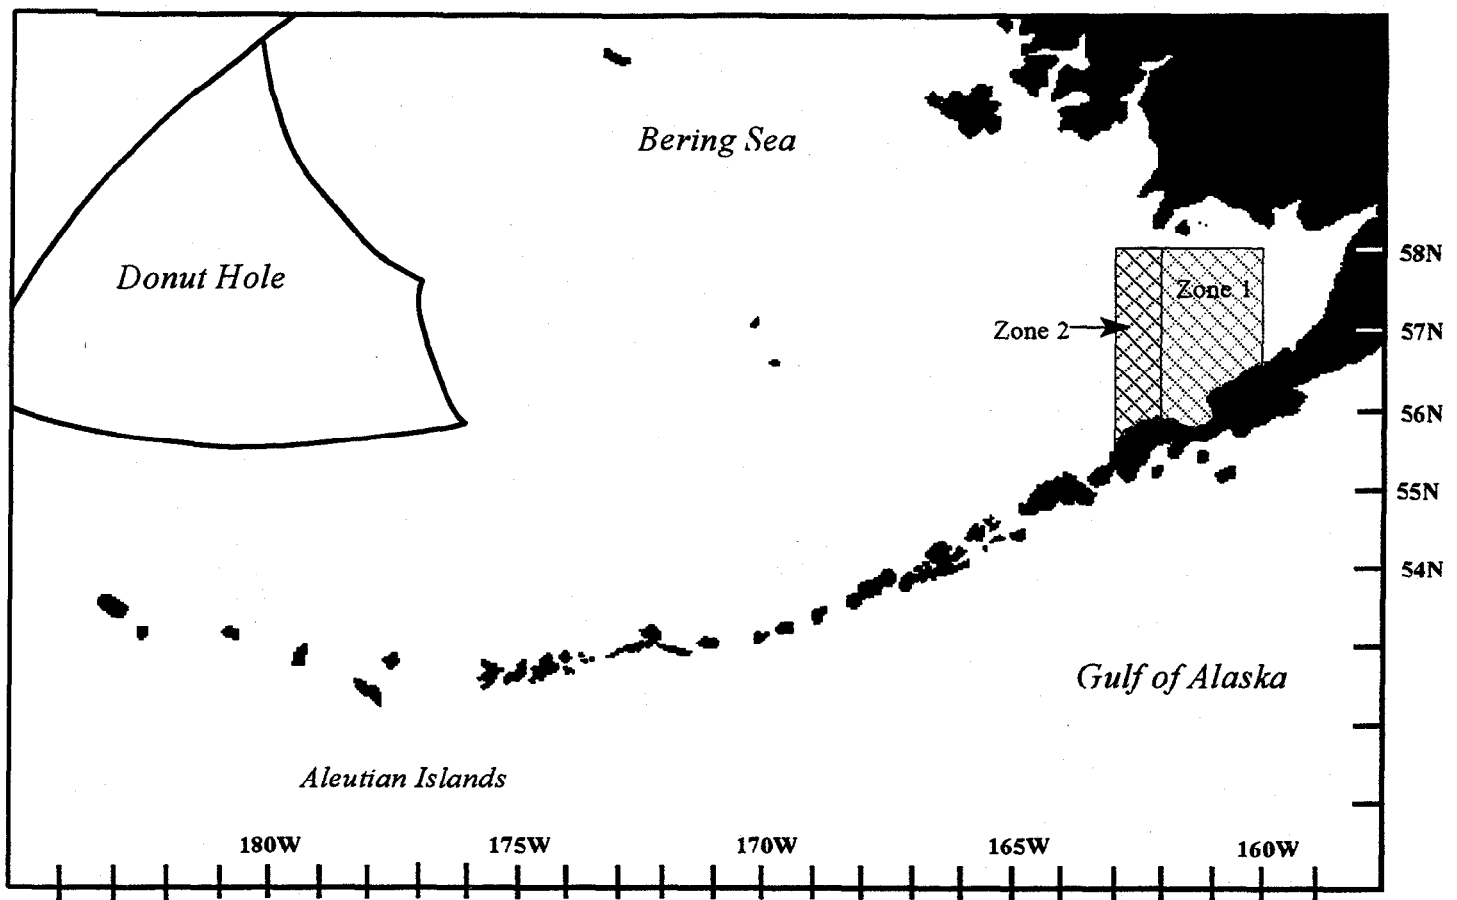 Bering Sea
Donut Hole
Zone 1
Zone 2
58N
57N
56N
55N
54N
Gulf of Alaska
Aleutian Islands
180W 175W 170W 165W 160W